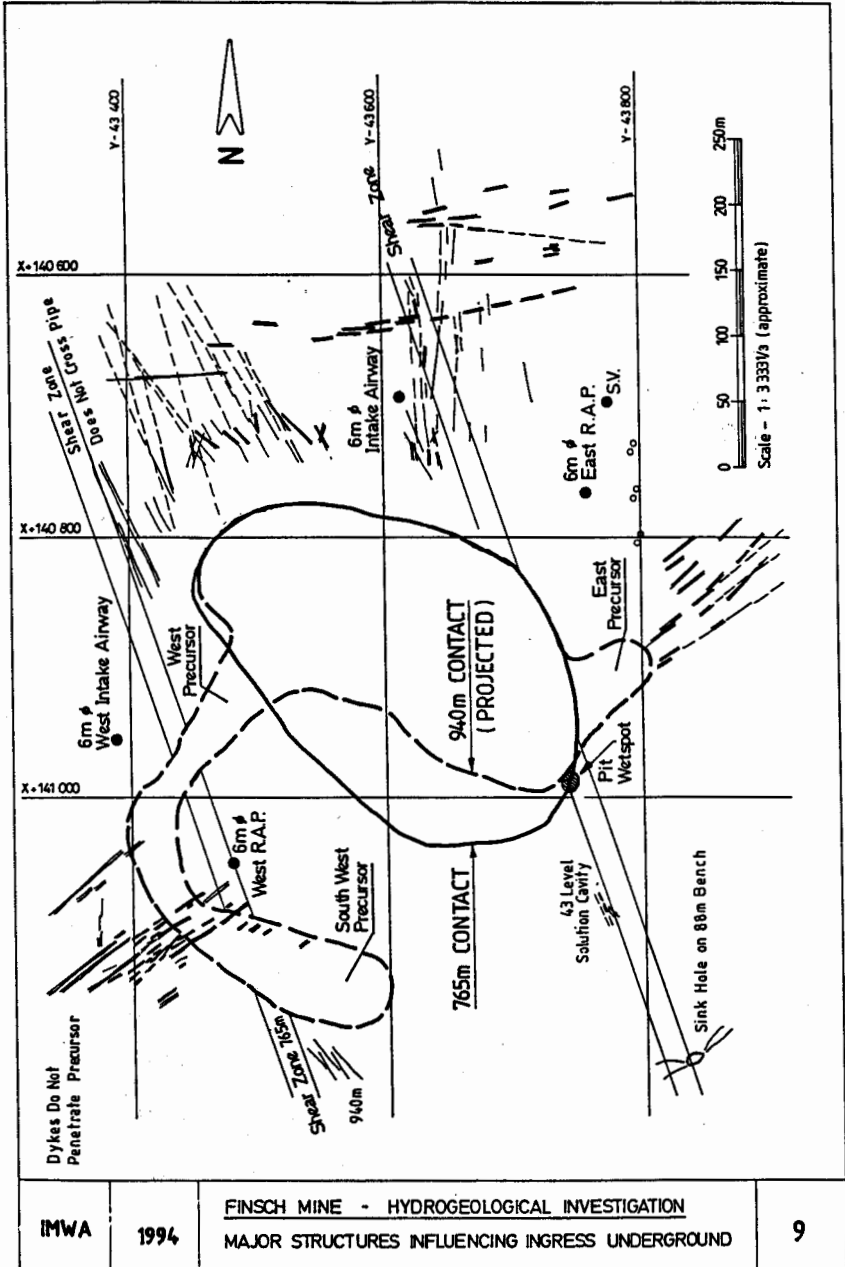 Y-43 400
Y-43 600
Y-43 800
N
X+140 600
X+140 800
X+141 000
Shear Zone
Shear Zone
Does Not Cross Pipe
6m ø
Intake Airway
6m ø
East R.A.P.
S.V.
0 50 100 150 200 250m
Scale - 1:3 333⅓ (approximate)
6m ø
West Intake Airway
West
Precursor
940m CONTACT
(PROJECTED)
East
Precursor
Pit
Wetspot
6m ø
West R.A.P.
South West
Precursor
765m CONTACT
43 Level
Solution Cavity
Sink Hole on 88m Bench
Shear Zone 765m
940m
Dykes Do Not
Penetrate Precursor
IMWA
1994
FINSCH MINE - HYDROGEOLOGICAL INVESTIGATION
MAJOR STRUCTURES INFLUENCING INGRESS UNDERGROUND
9